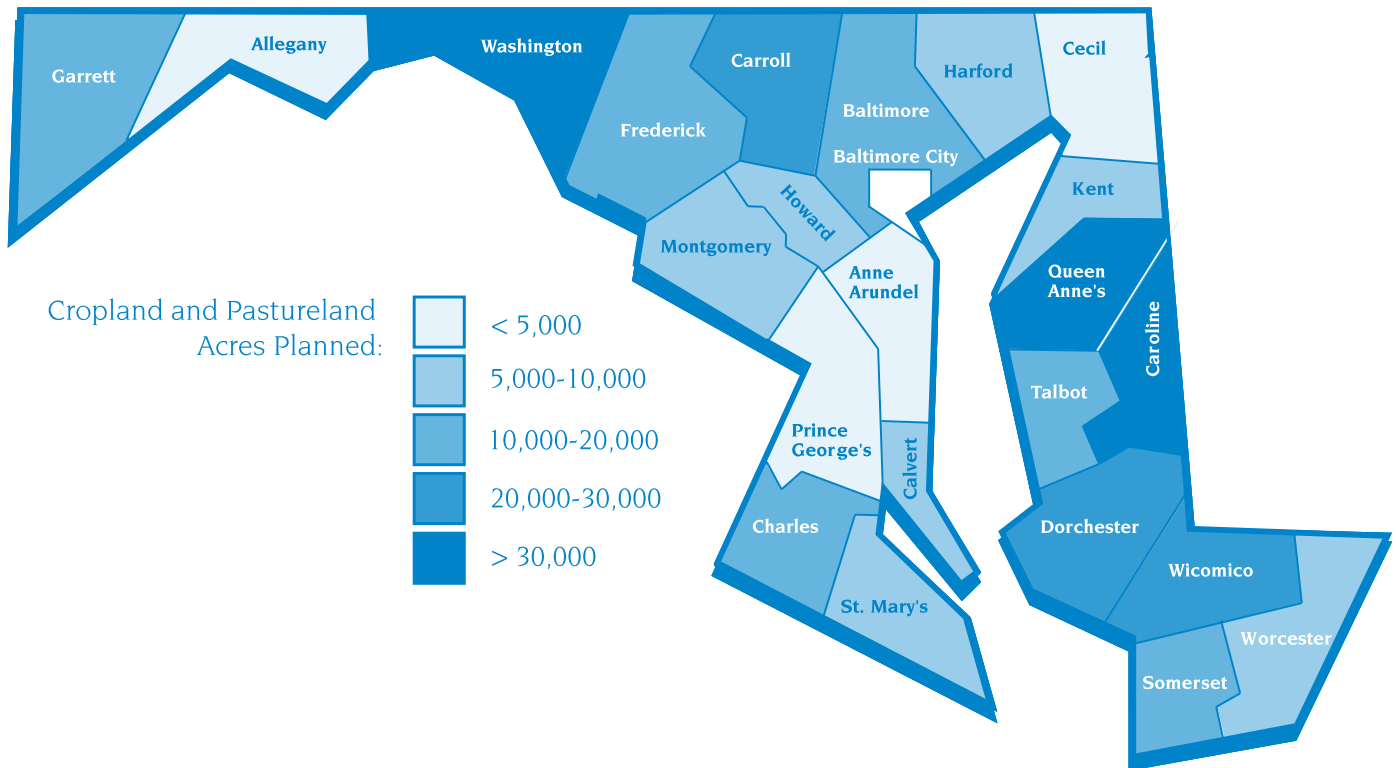 Garrett
Allegany
Washington
Frederick
Carroll
Baltimore
Baltimore City
Harford
Cecil
Kent
Howard
Montgomery
Anne
Arundel
Queen
Anne's
Caroline
Talbot
Prince
George's
Calvert
Charles
St. Mary's
Dorchester
Wicomico
Worcester
Somerset
Cropland and Pastureland
Acres Planned:
< 5,000
5,000-10,000
10,000-20,000
20,000-30,000
> 30,000